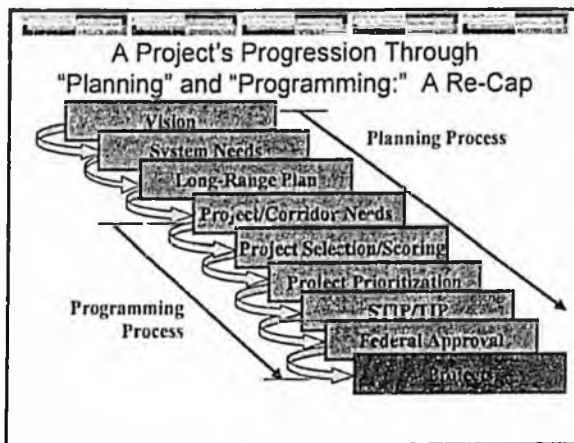 A Project's Progression Through
"Planning" and "Programming:" A Re-Cap
Vision
System Needs
Long-Range Plan
Project/Corridor Needs
Project Selection/Scoring
Project Prioritization
STIP/TIP
Federal Approval
Projects
Planning Process
Programming
Process